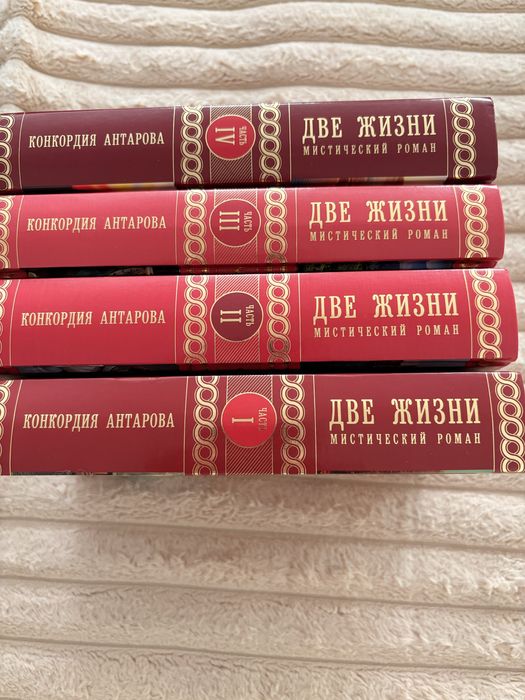 КОНКОРДИЯ АНТАРОВА
ЧАСТЬ IV
ДВЕ ЖИЗНИ
МИСТИЧЕСКИЙ РОМАН
КОНКОРДИЯ АНТАРОВА
ЧАСТЬ III
ДВЕ ЖИЗНИ
МИСТИЧЕСКИЙ РОМАН
КОНКОРДИЯ АНТАРОВА
ЧАСТЬ II
ДВЕ ЖИЗНИ
МИСТИЧЕСКИЙ РОМАН
КОНКОРДИЯ АНТАРОВА
ЧАСТЬ I
ДВЕ ЖИЗНИ
МИСТИЧЕСКИЙ РОМАН